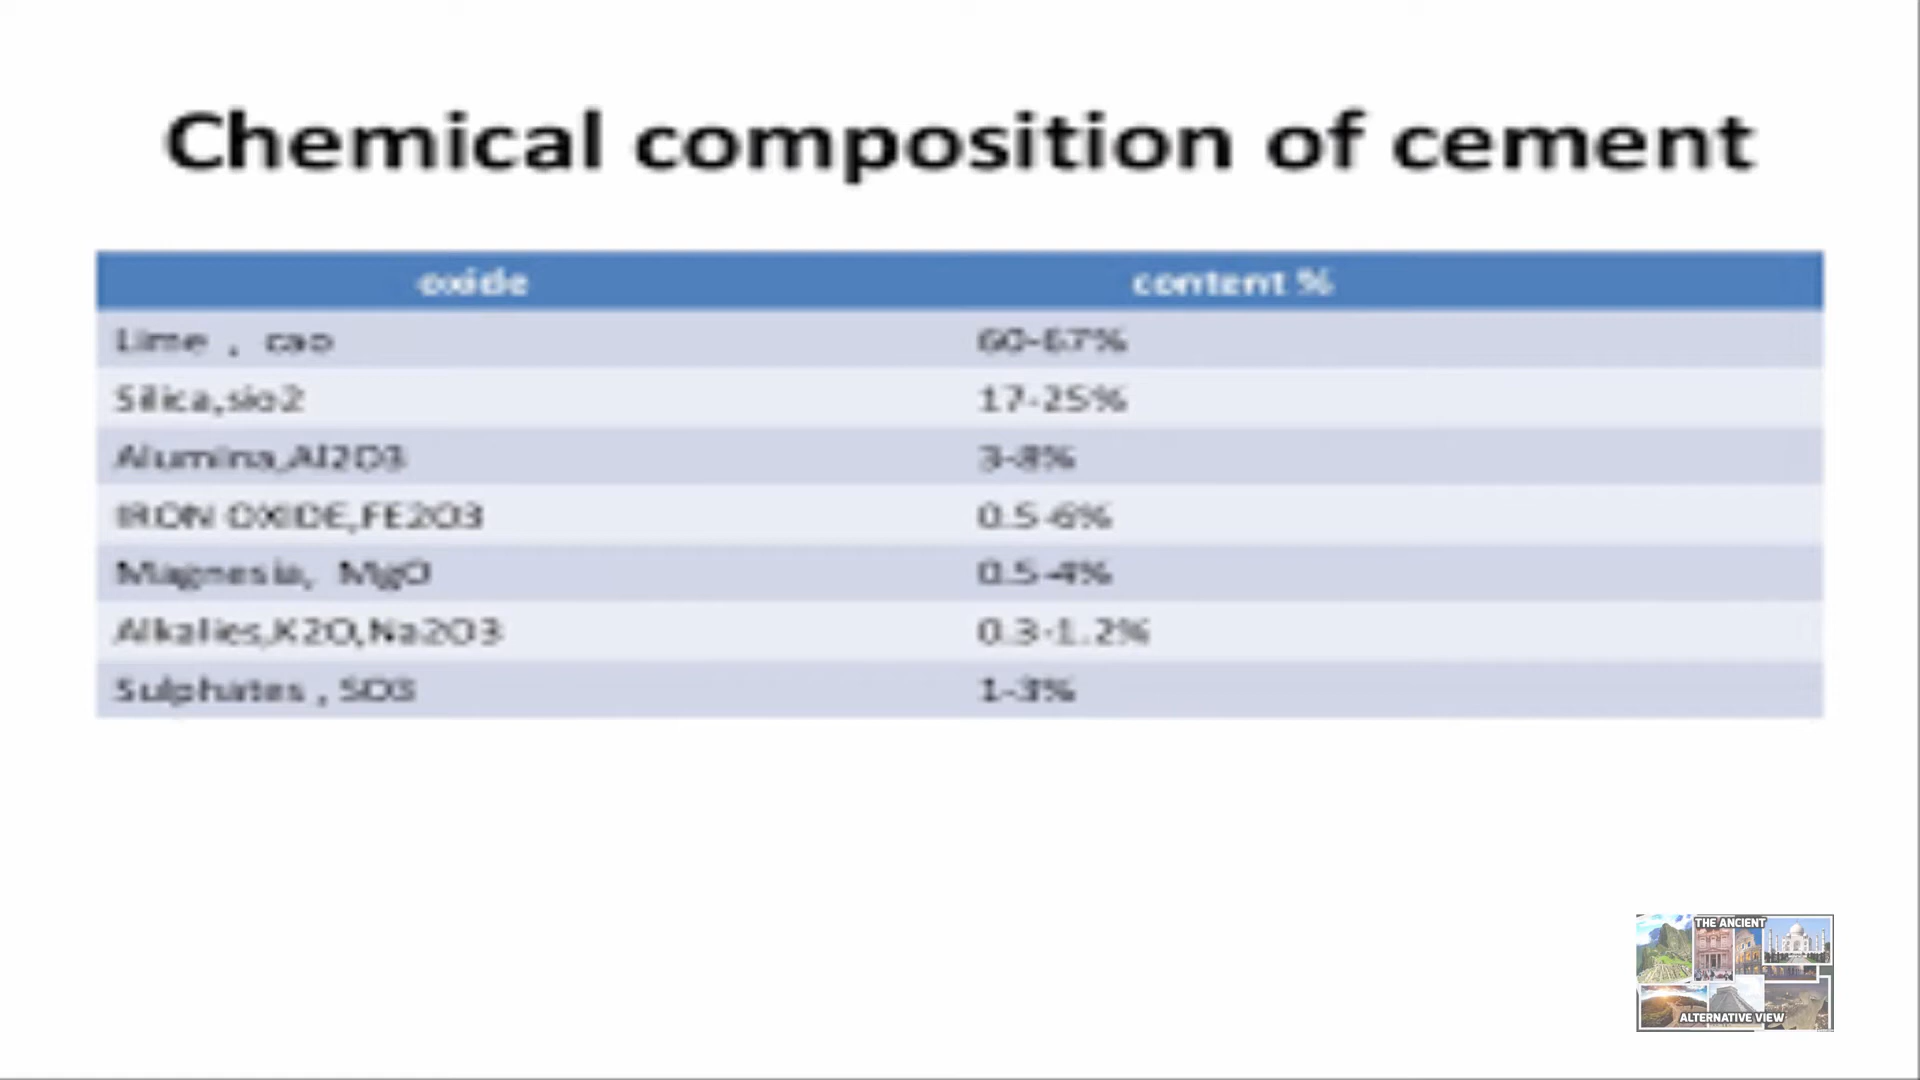 Chemical composition of cement
oxide content %
Lime , cao 60-67%
Silica,sio2 17-25%
Alumina,Al2O3 3-8%
IRON OXIDE,FE2O3 0.5-6%
Magnesia, MgO 0.5-4%
Alkalies,K2O,Na2O3 0.3-1.2%
Sulphates , SO3 1-3%
THE ANCIENT
ALTERNATIVE VIEW